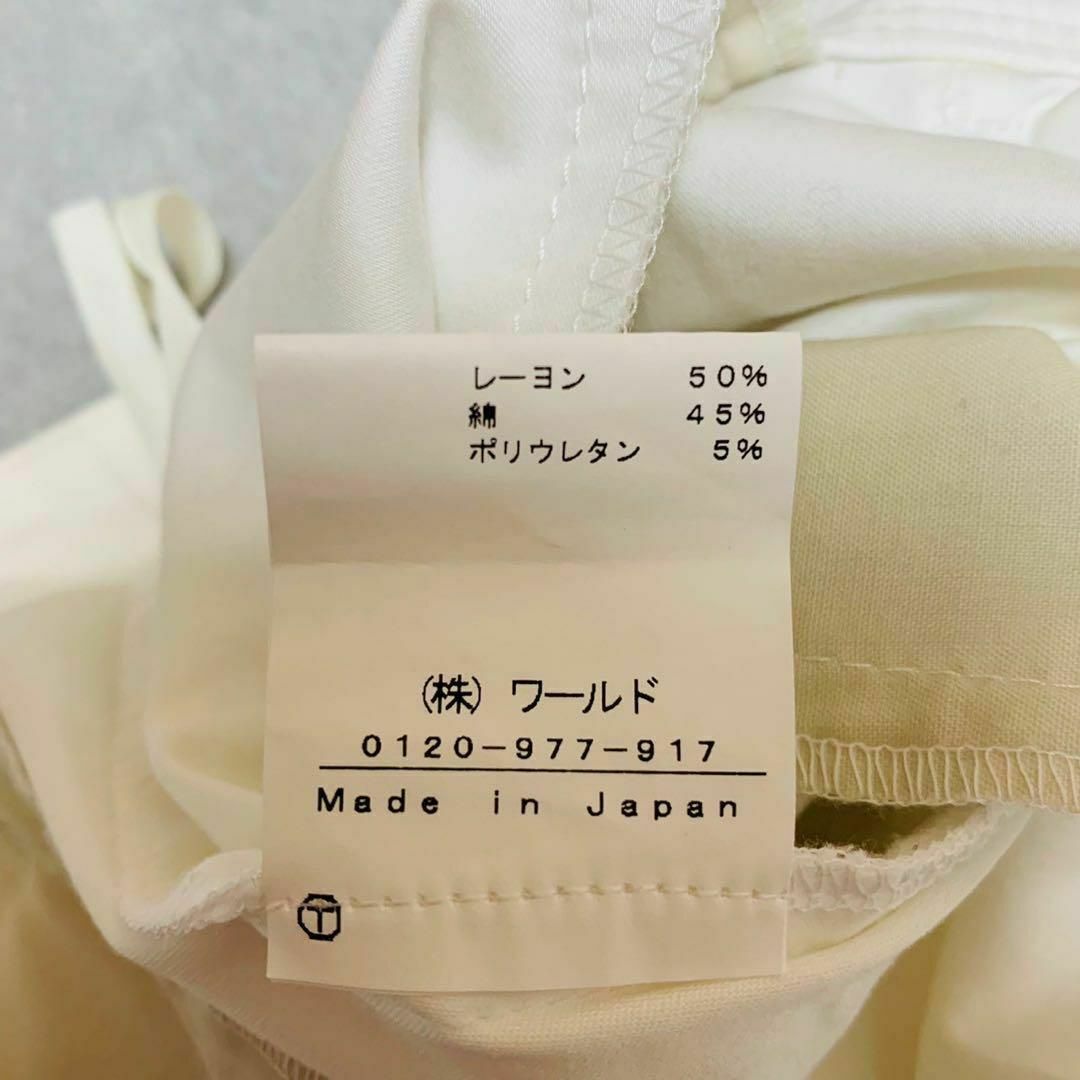 レーヨン 50%
綿 45%
ポリウレタン 5%
(株) ワールド
0120-977-917
Made in Japan
T